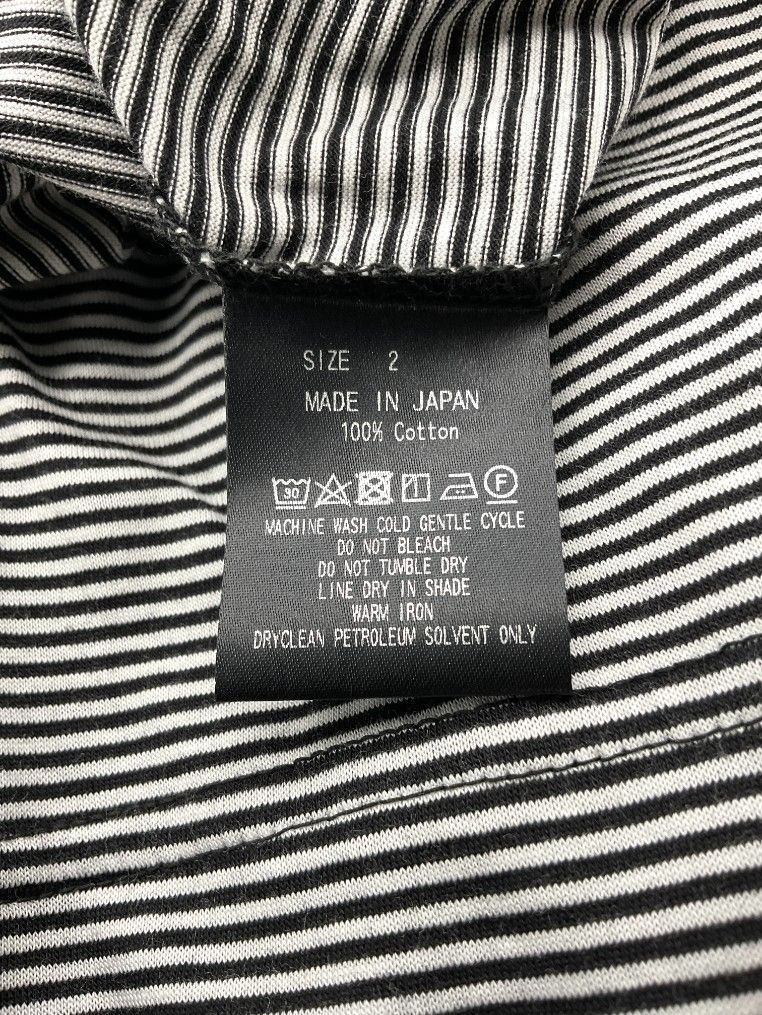 SIZE 2
MADE IN JAPAN
100% Cotton
30 F
MACHINE WASH COLD GENTLE CYCLE
DO NOT BLEACH
DO NOT TUMBLE DRY
LINE DRY IN SHADE
WARM IRON
DRYCLEAN PETROLEUM SOLVENT ONLY